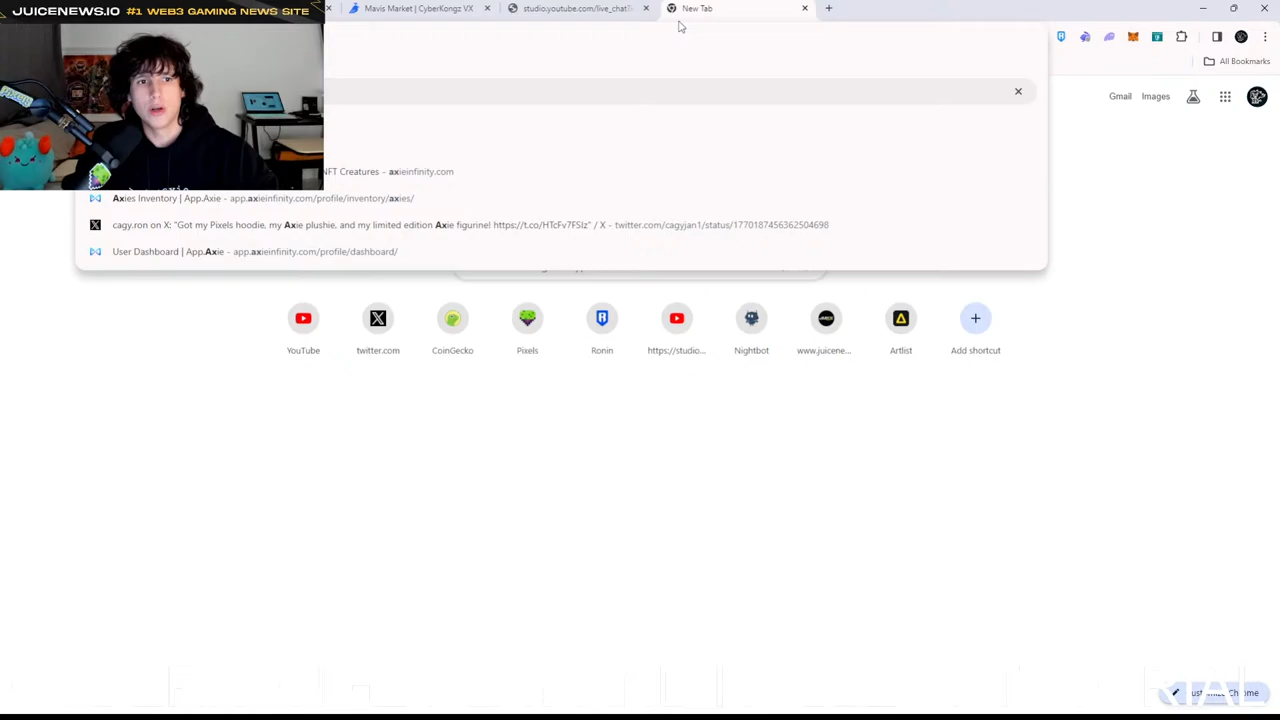 JUICENEWS.IO #1 WEB3 GAMING NEWS SITE
Mavis Market | CyberKongz VX
studio.youtube.com/live_chat?i
New Tab
All Bookmarks
Gmail
Images
NFT Creatures - axieinfinity.com
Axies Inventory | App.Axie - app.axieinfinity.com/profile/inventory/axies/
cagy.ron on X: "Got my Pixels hoodie, my Axie plushie, and my limited edition Axie figurine! https://t.co/HTcFv7FSIz" / X - twitter.com/cagyjan1/status/1770187456362504698
User Dashboard | App.Axie - app.axieinfinity.com/profile/dashboard/
YouTube
twitter.com
CoinGecko
Pixels
Ronin
https://studio...
Nightbot
www.juicene...
Artlist
Add shortcut
ustomize Chrome